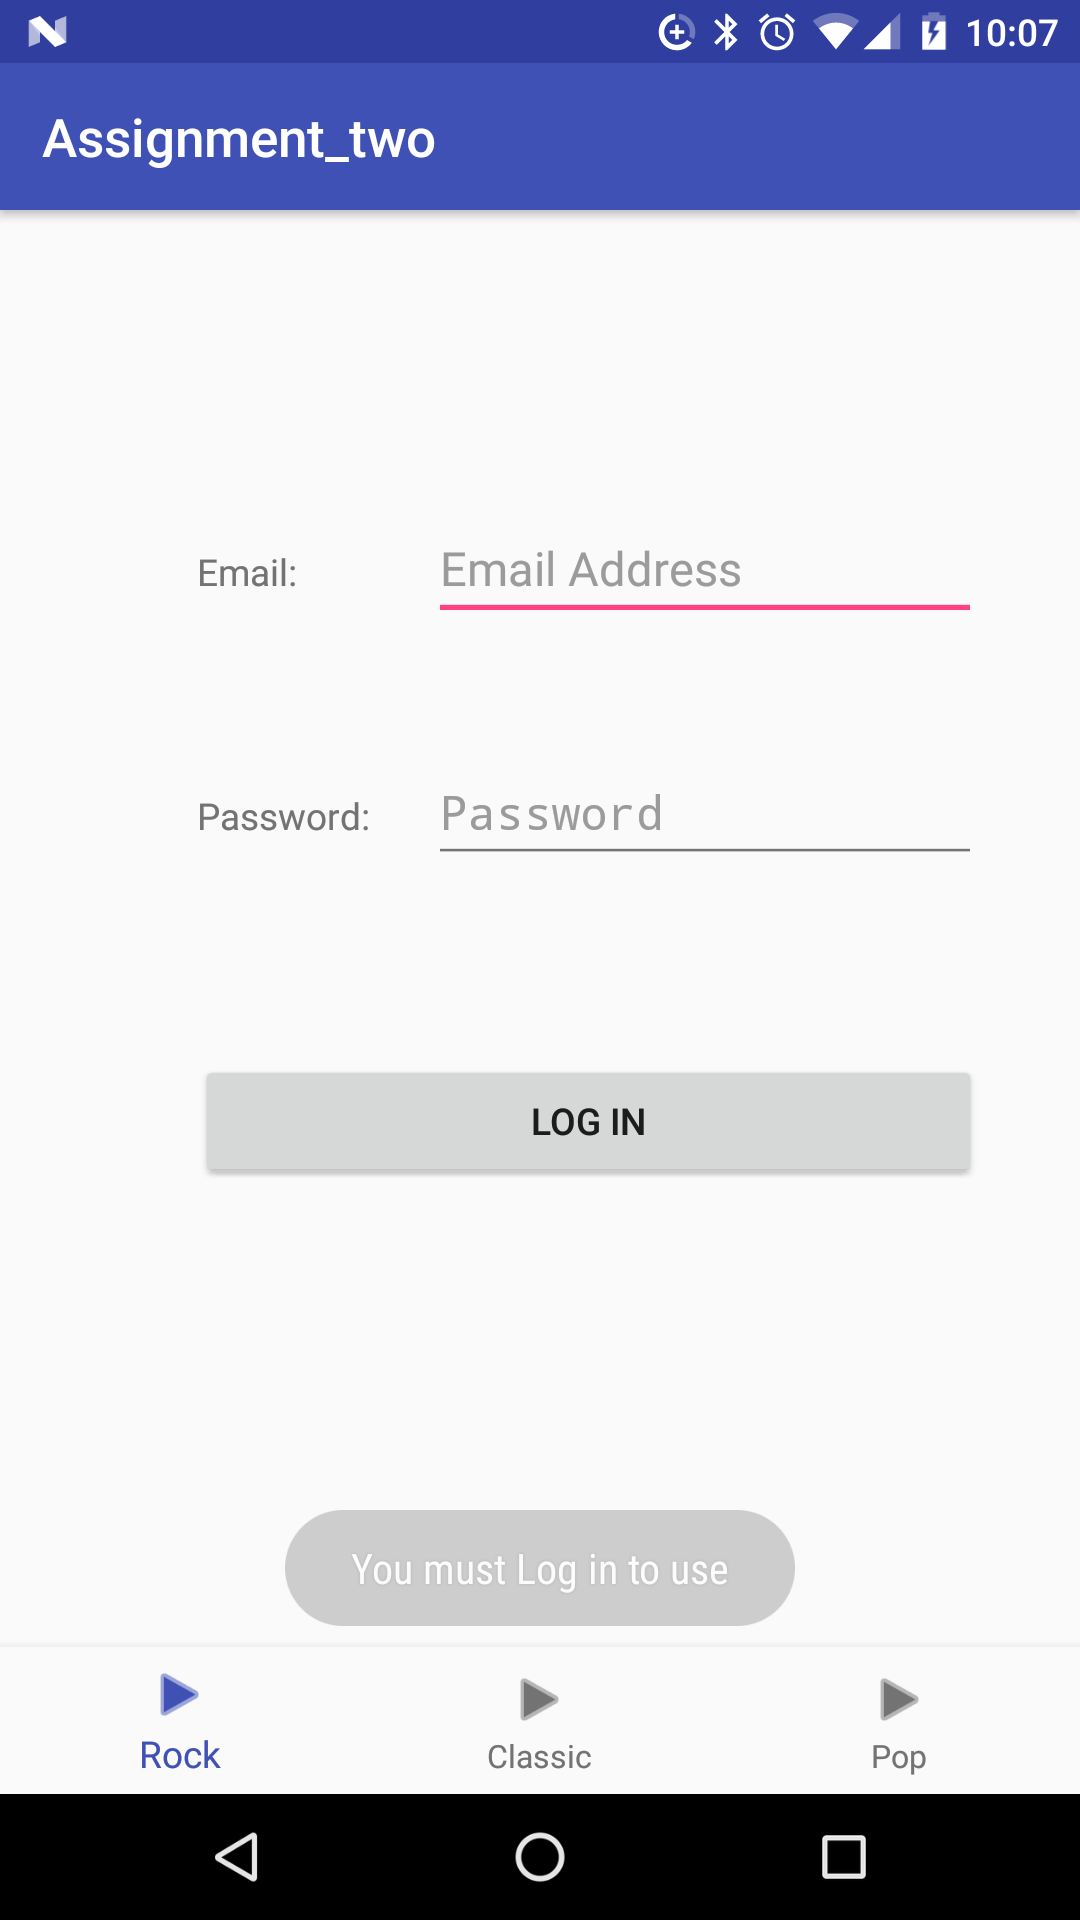 10:07
Assignment_two
Email:
Email Address
Password:
Password
LOG IN
You must Log in to use
Rock
Classic
Pop